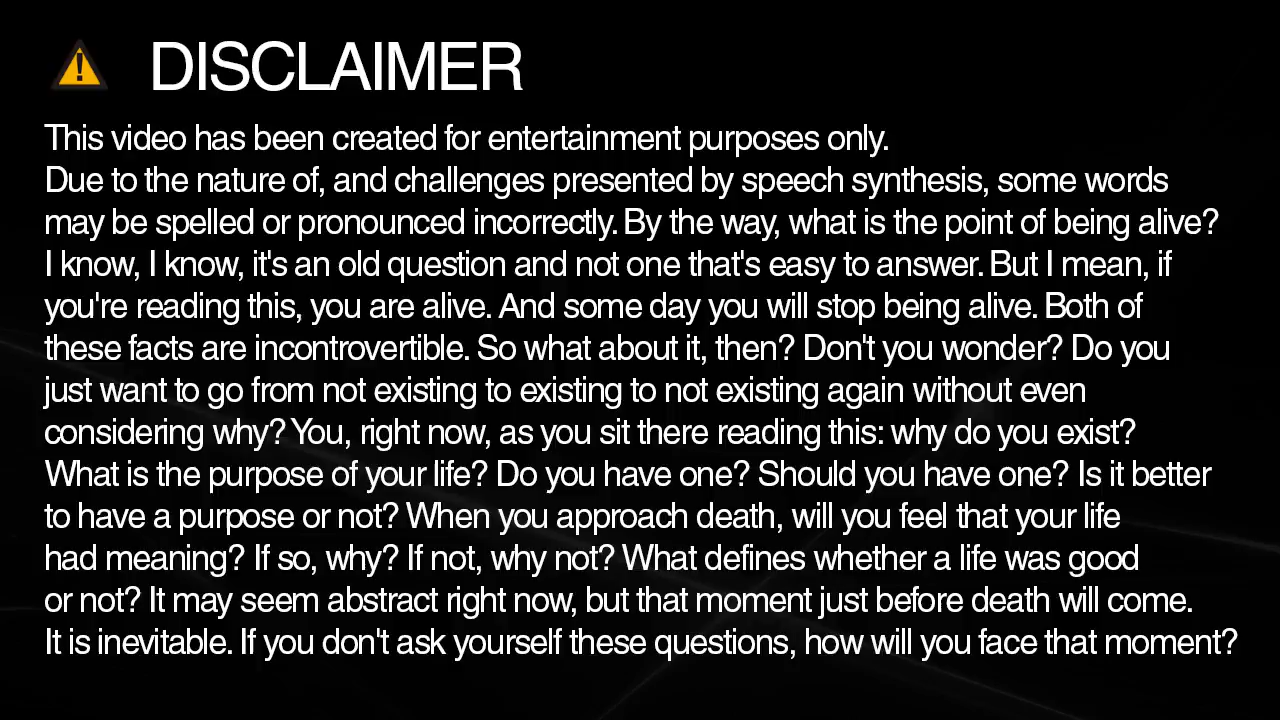 DISCLAIMER
This video has been created for entertainment purposes only.
Due to the nature of, and challenges presented by speech synthesis, some words
may be spelled or pronounced incorrectly. By the way, what is the point of being alive?
I know, I know, it's an old question and not one that's easy to answer. But I mean, if
you're reading this, you are alive. And some day you will stop being alive. Both of
these facts are incontrovertible. So what about it, then? Don't you wonder? Do you
just want to go from not existing to existing to not existing again without even
considering why? You, right now, as you sit there reading this: why do you exist?
What is the purpose of your life? Do you have one? Should you have one? Is it better
to have a purpose or not? When you approach death, will you feel that your life
had meaning? If so, why? If not, why not? What defines whether a life was good
or not? It may seem abstract right now, but that moment just before death will come.
It is inevitable. If you don't ask yourself these questions, how will you face that moment?